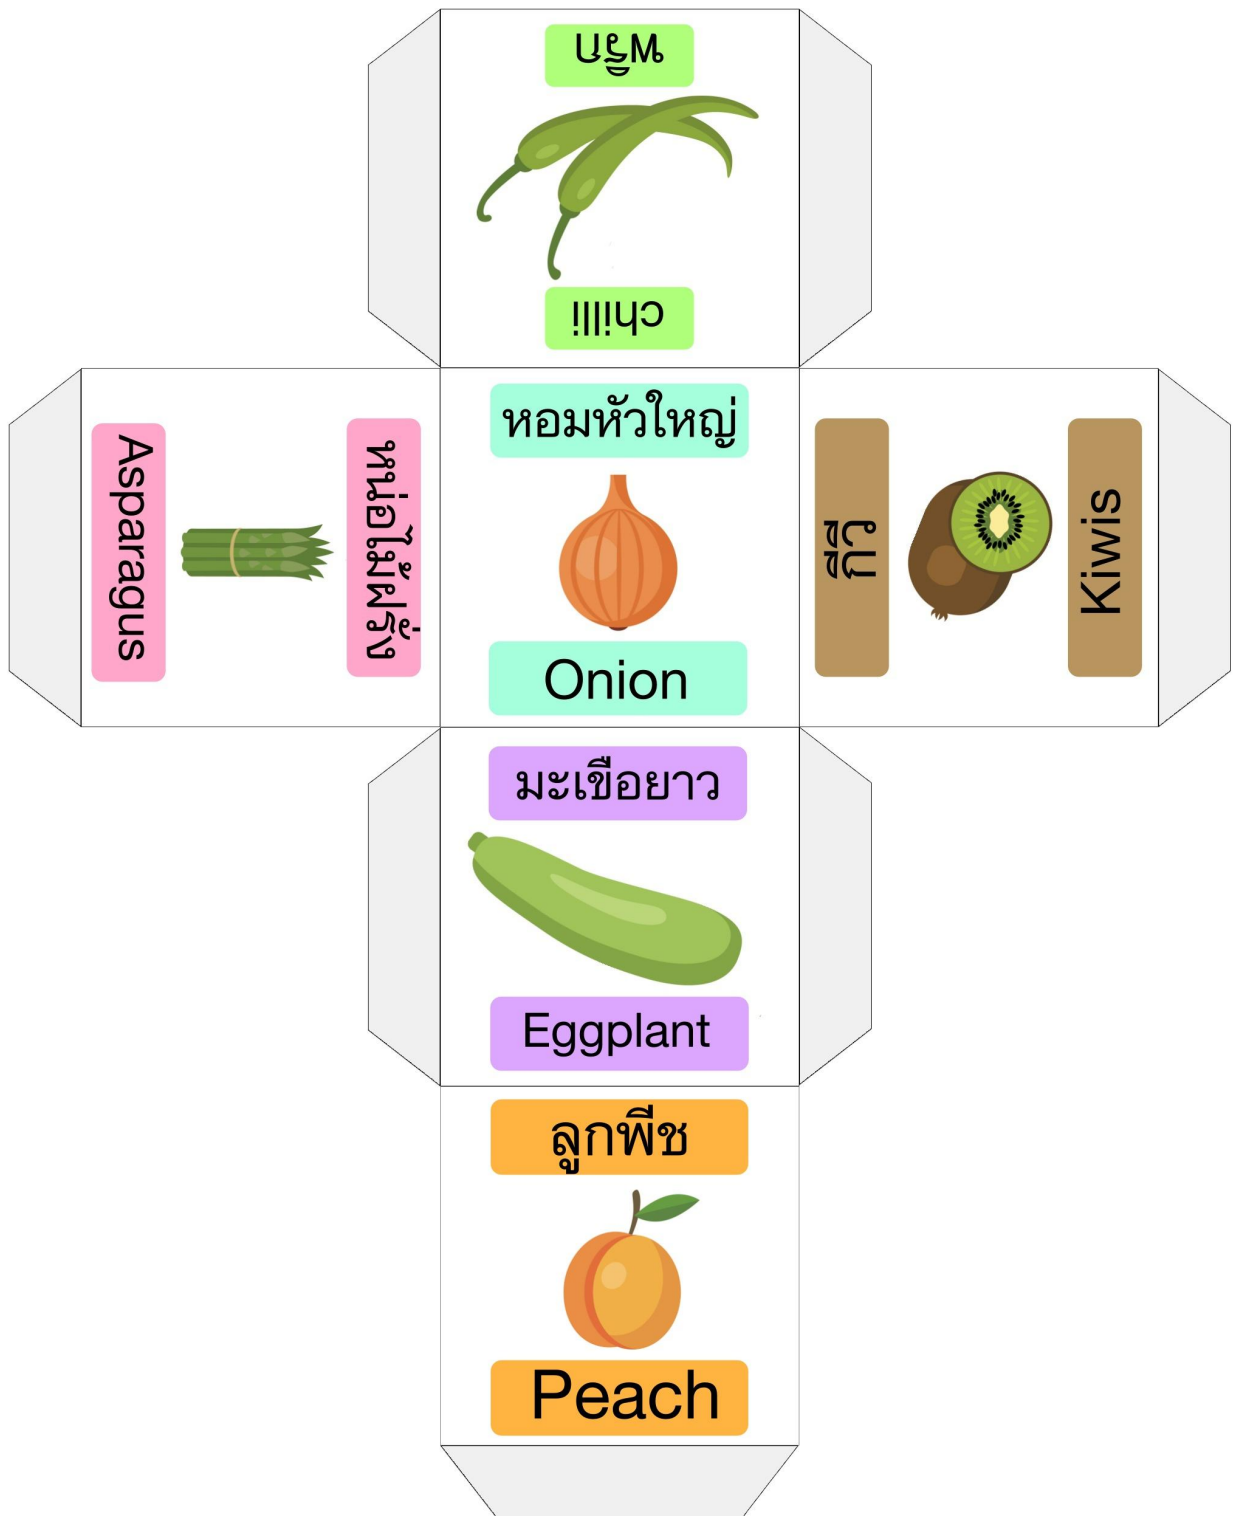 พริก
chilli
Asparagus
หน่อไม้ฝรั่ง
หอมหัวใหญ่
Onion
กีวี
Kiwis
มะเขือยาว
Eggplant
ลูกพีช
Peach